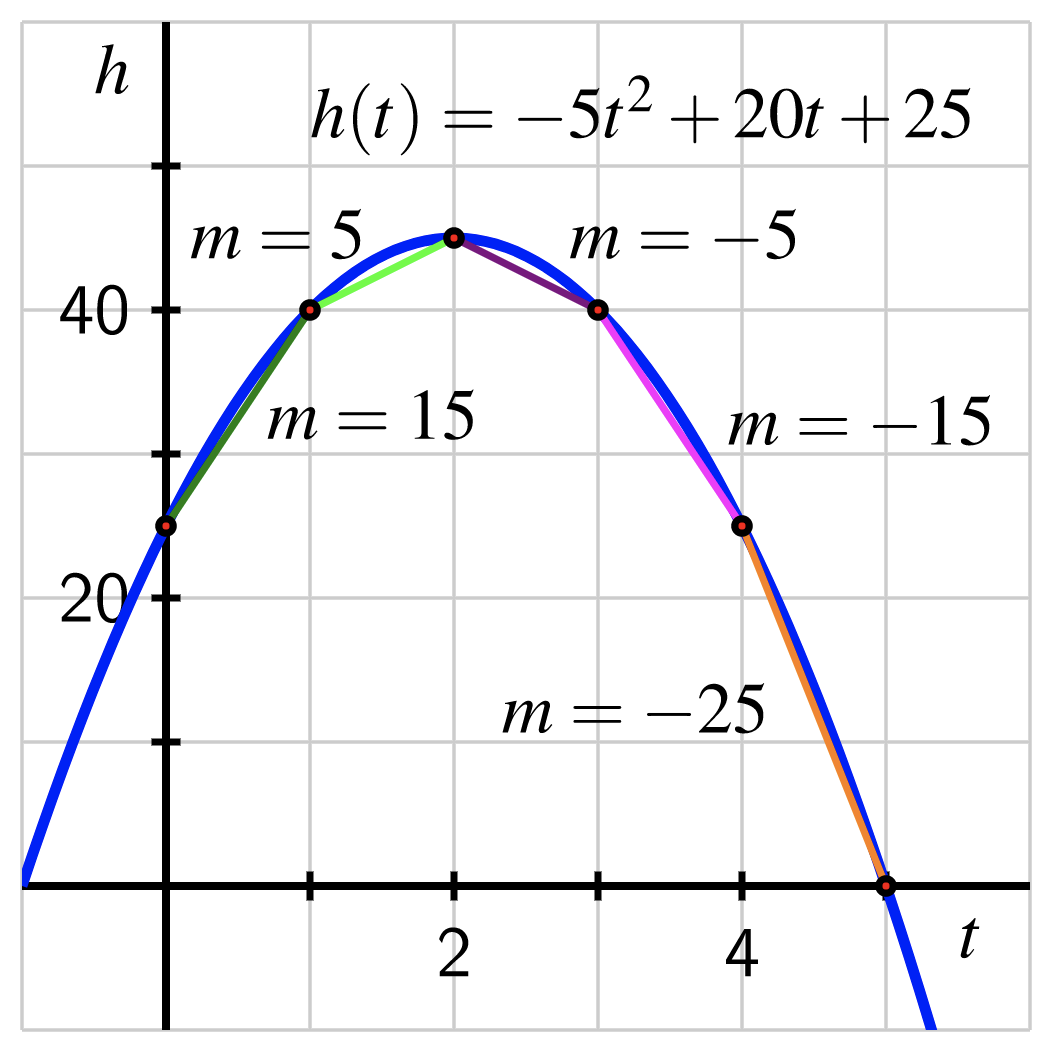 h
h(t) = −5t² + 20t + 25
m = 5
m = −5
40
m = 15
m = −15
20
m = −25
2
4
t